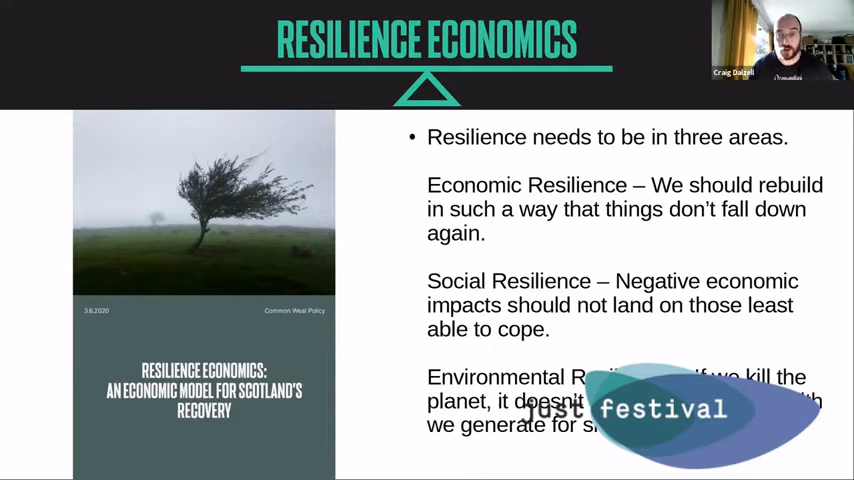 RESILIENCE ECONOMICS
Craig Dalzell
• Resilience needs to be in three areas.
Economic Resilience – We should rebuild
in such a way that things don’t fall down
again.
Social Resilience – Negative economic
impacts should not land on those least
able to cope.
Environmental kill the
planet, it doesn't
we generate for
just festival
3.6.2020
Common Weal Policy
RESILIENCE ECONOMICS:
AN ECONOMIC MODEL FOR SCOTLAND'S
RECOVERY